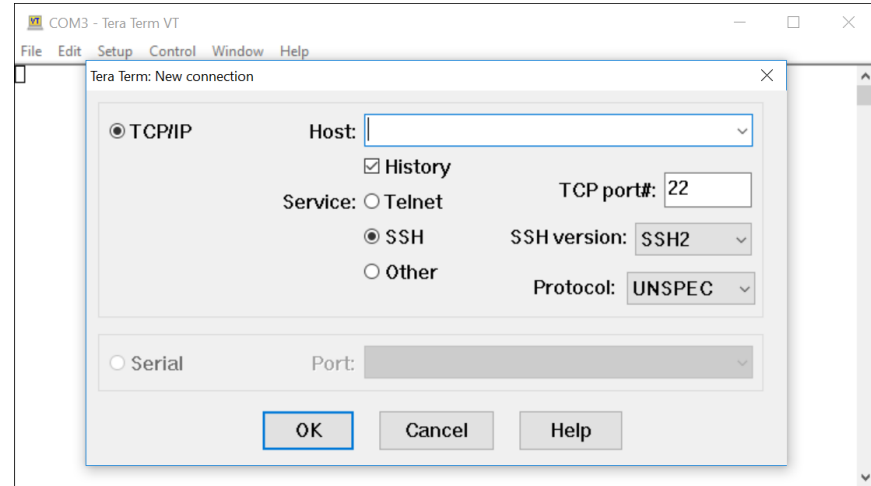 VT
COM3 - Tera Term VT
File Edit Setup Control Window Help
Tera Term: New connection
TCP/IP Host:
History
Service: Telnet TCP port#: 22
SSH SSH version: SSH2
Other Protocol: UNSPEC
Serial Port:
OK Cancel Help